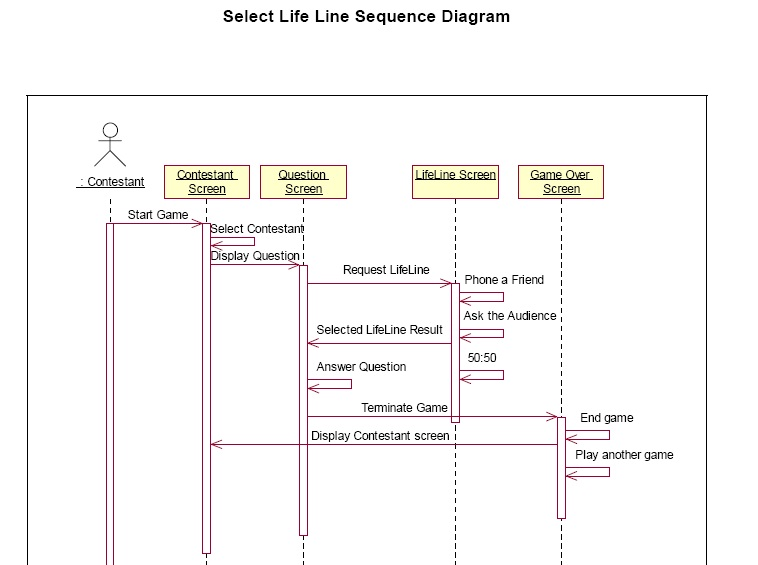 Select Life Line Sequence Diagram
: Contestant
Contestant
Screen
Question
Screen
LifeLine Screen
Game Over
Screen
Start Game
Select Contestant
Display Question
Request LifeLine
Phone a Friend
Ask the Audience
Selected LifeLine Result
50:50
Answer Question
Terminate Game
End game
Display Contestant screen
Play another game